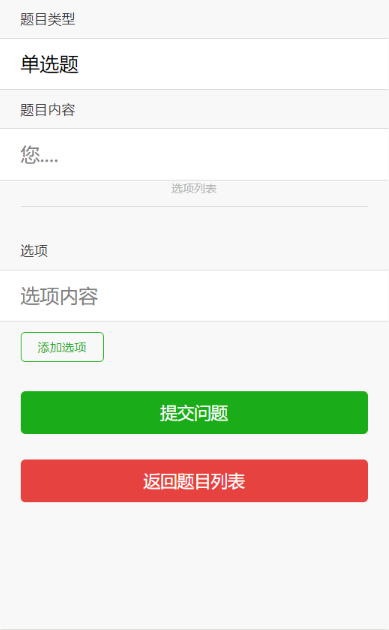 题目类型
单选题
题目内容
您....
选项列表
选项
选项内容
添加选项
提交问题
返回题目列表